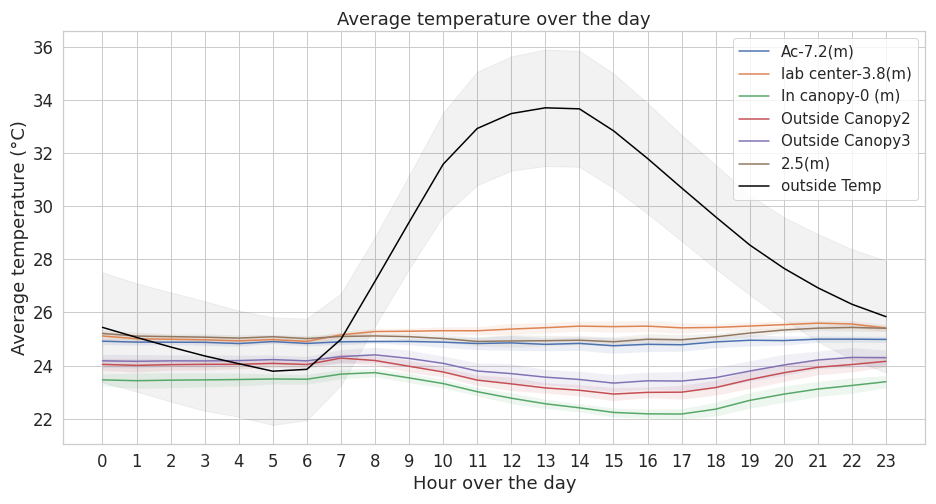 Average temperature over the day
Average temperature (°C)
36
34
32
30
28
26
24
22
Ac-7.2(m)
lab center-3.8(m)
In canopy-0 (m)
Outside Canopy2
Outside Canopy3
2.5(m)
outside Temp
0 1 2 3 4 5 6 7 8 9 10 11 12 13 14 15 16 17 18 19 20 21 22 23
Hour over the day